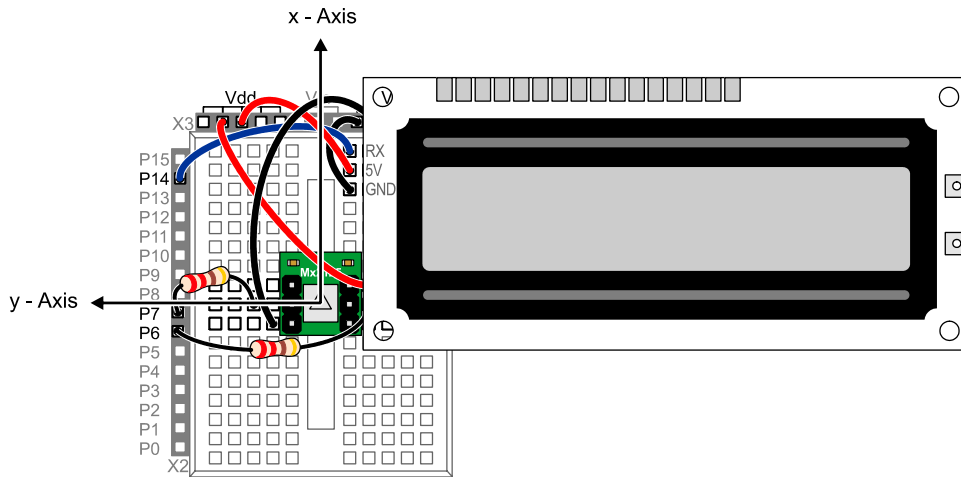 x - Axis
Vdd
X3
P15
P14
P13
P12
P11
P10
P9
P8
P7
P6
P5
P4
P3
P2
P1
P0
X2
RX
5V
GND
y - Axis